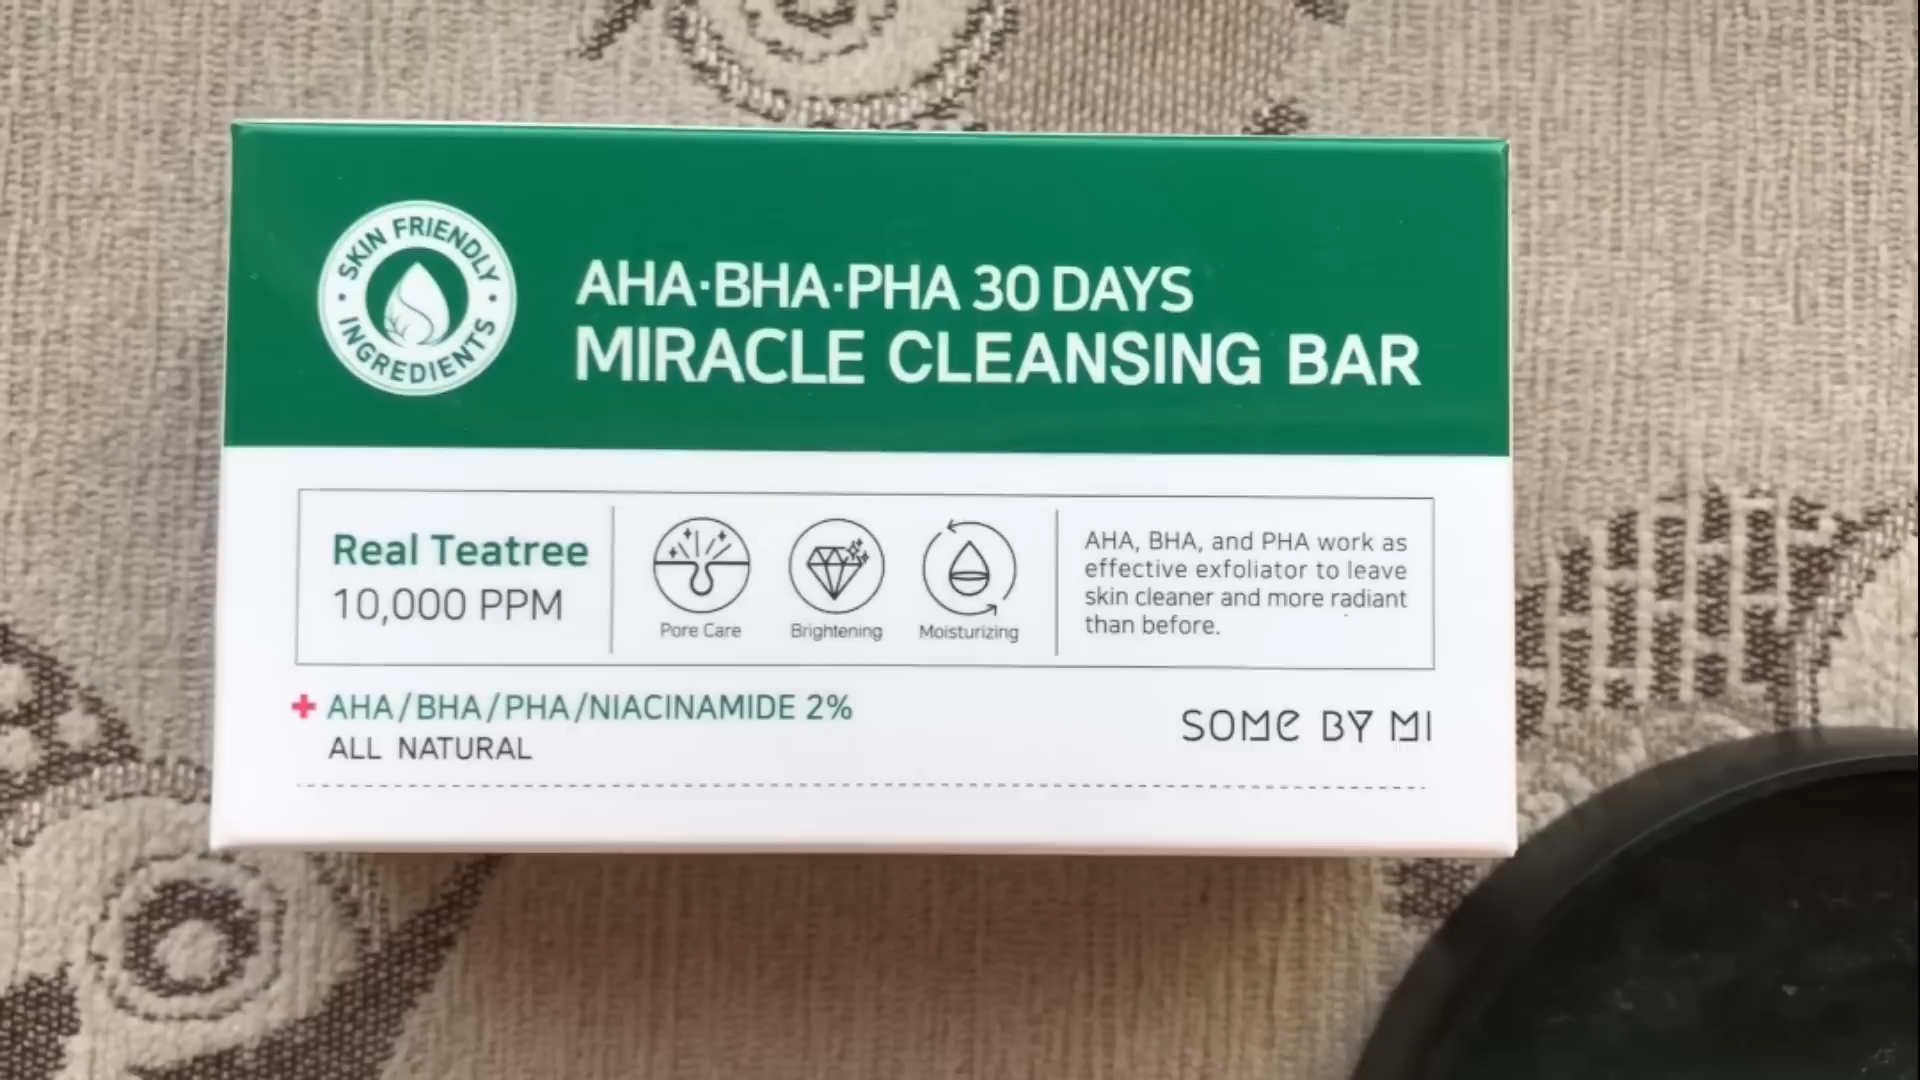 SKIN FRIENDLY
INGREDIENTS
AHA·BHA·PHA 30 DAYS
MIRACLE CLEANSING BAR
Real Teatree
10,000 PPM
Pore Care
Brightening
Moisturizing
AHA, BHA, and PHA work as
effective exfoliator to leave
skin cleaner and more radiant
than before.
+ AHA/BHA/PHA/NIACINAMIDE 2%
ALL NATURAL
SOME BY MI